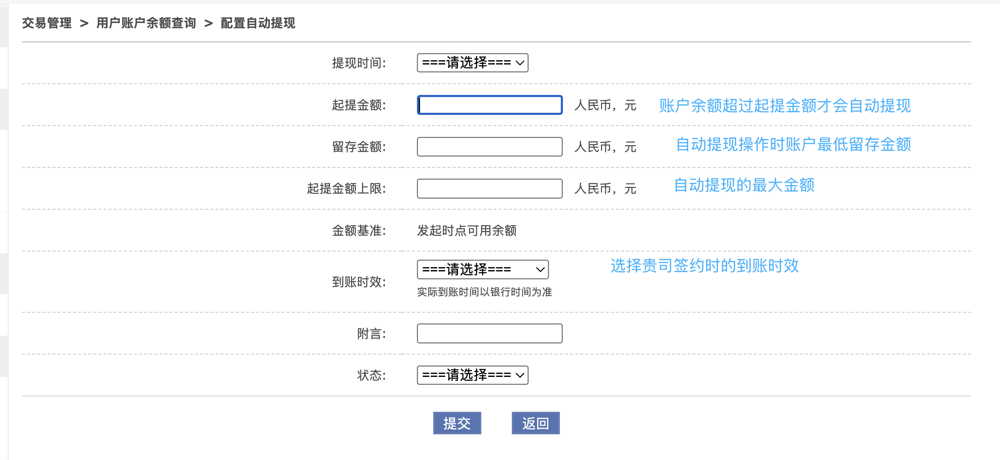 交易管理 > 用户账户余额查询 > 配置自动提现
提现时间: ===请选择===
起提金额: 人民币，元 账户余额超过起提金额才会自动提现
留存金额: 人民币，元 自动提现操作时账户最低留存金额
起提金额上限: 人民币，元 自动提现的最大金额
金额基准: 发起时点可用余额
到账时效: ===请选择=== 选择贵司签约时的到账时效
实际到账时间以银行时间为准
附言:
状态: ===请选择===
提交 返回